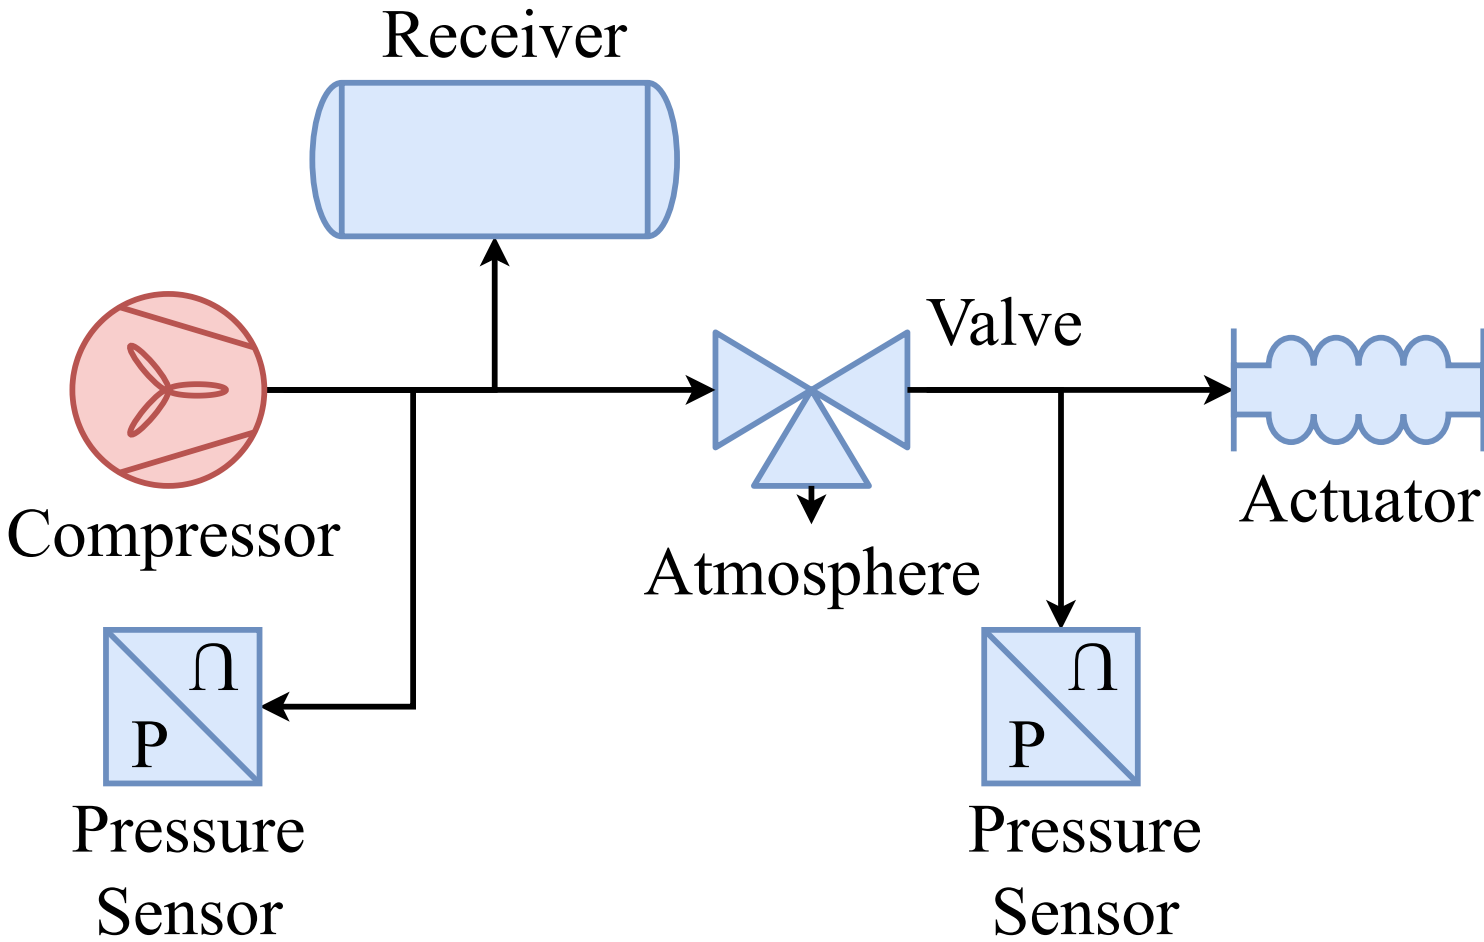 Receiver
Valve
Compressor
Actuator
Atmosphere
∩
P
∩
P
Pressure
Sensor
Pressure
Sensor